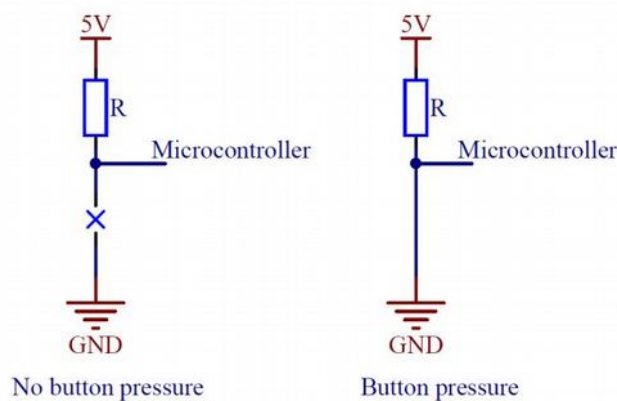 5V
R
Microcontroller
GND
No button pressure
5V
R
Microcontroller
GND
Button pressure